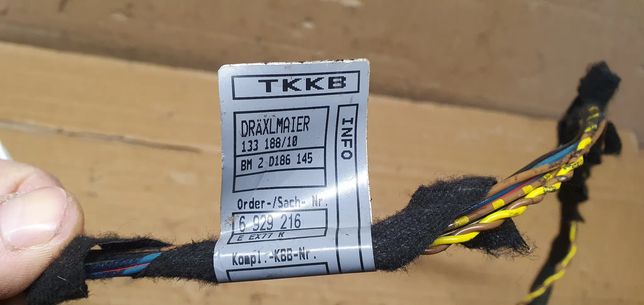 TKKB
DRÄXLMAIER
133 188/10
BM 2 D186 145
INFO
Order-/Sach- Nr.
6 929 216
E EX77 R
Kompl.-KBB-Nr.